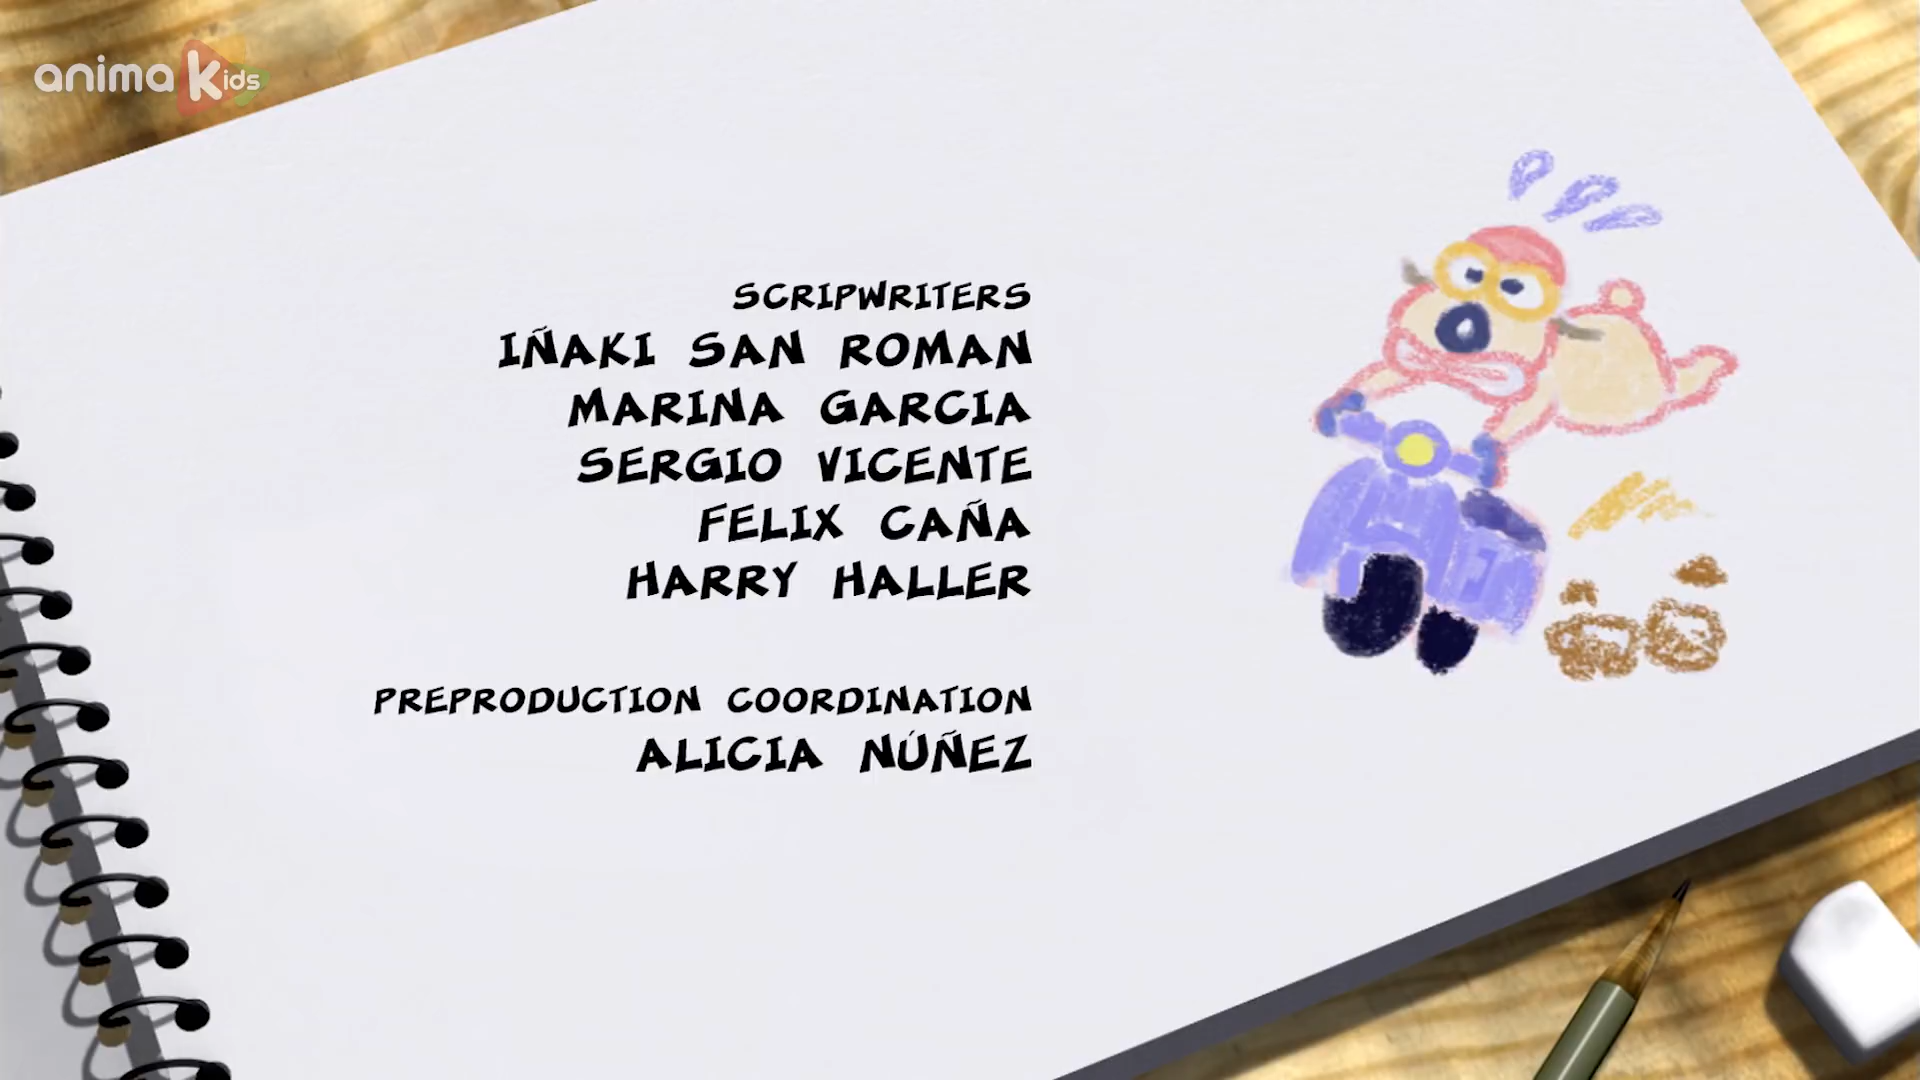 anima Kids
SCRIPWRITERS
IÑAKI SAN ROMAN
MARINA GARCIA
SERGIO VICENTE
FELIX CAÑA
HARRY HALLER
PREPRODUCTION COORDINATION
ALICIA NÚÑEZ